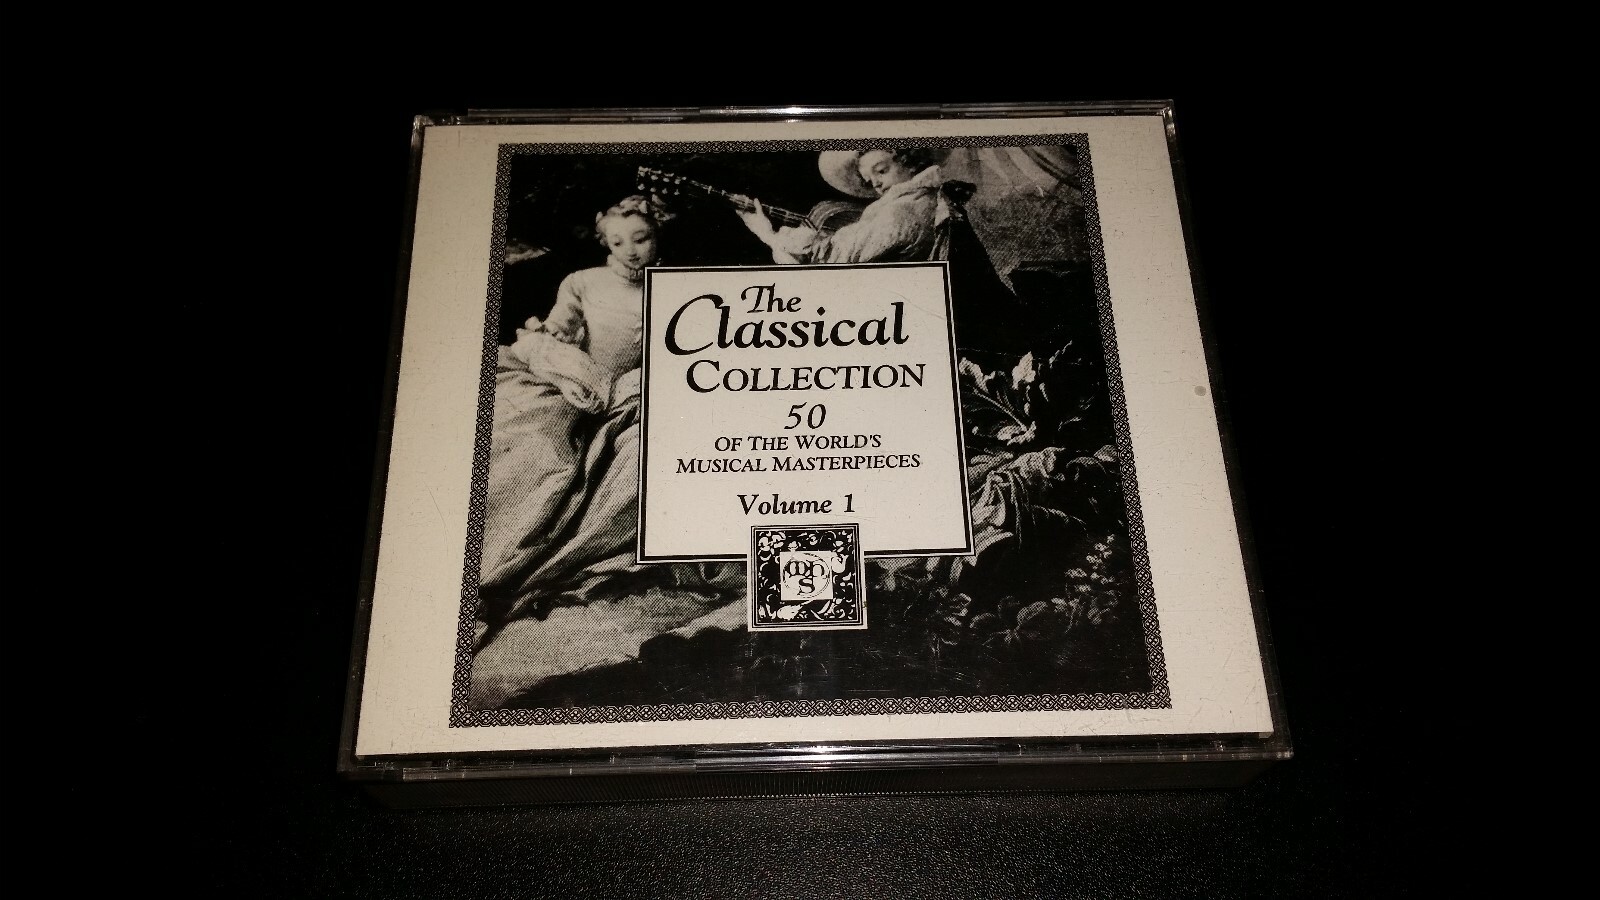 The
Classical
COLLECTION
50
OF THE WORLD'S
MUSICAL MASTERPIECES
Volume 1